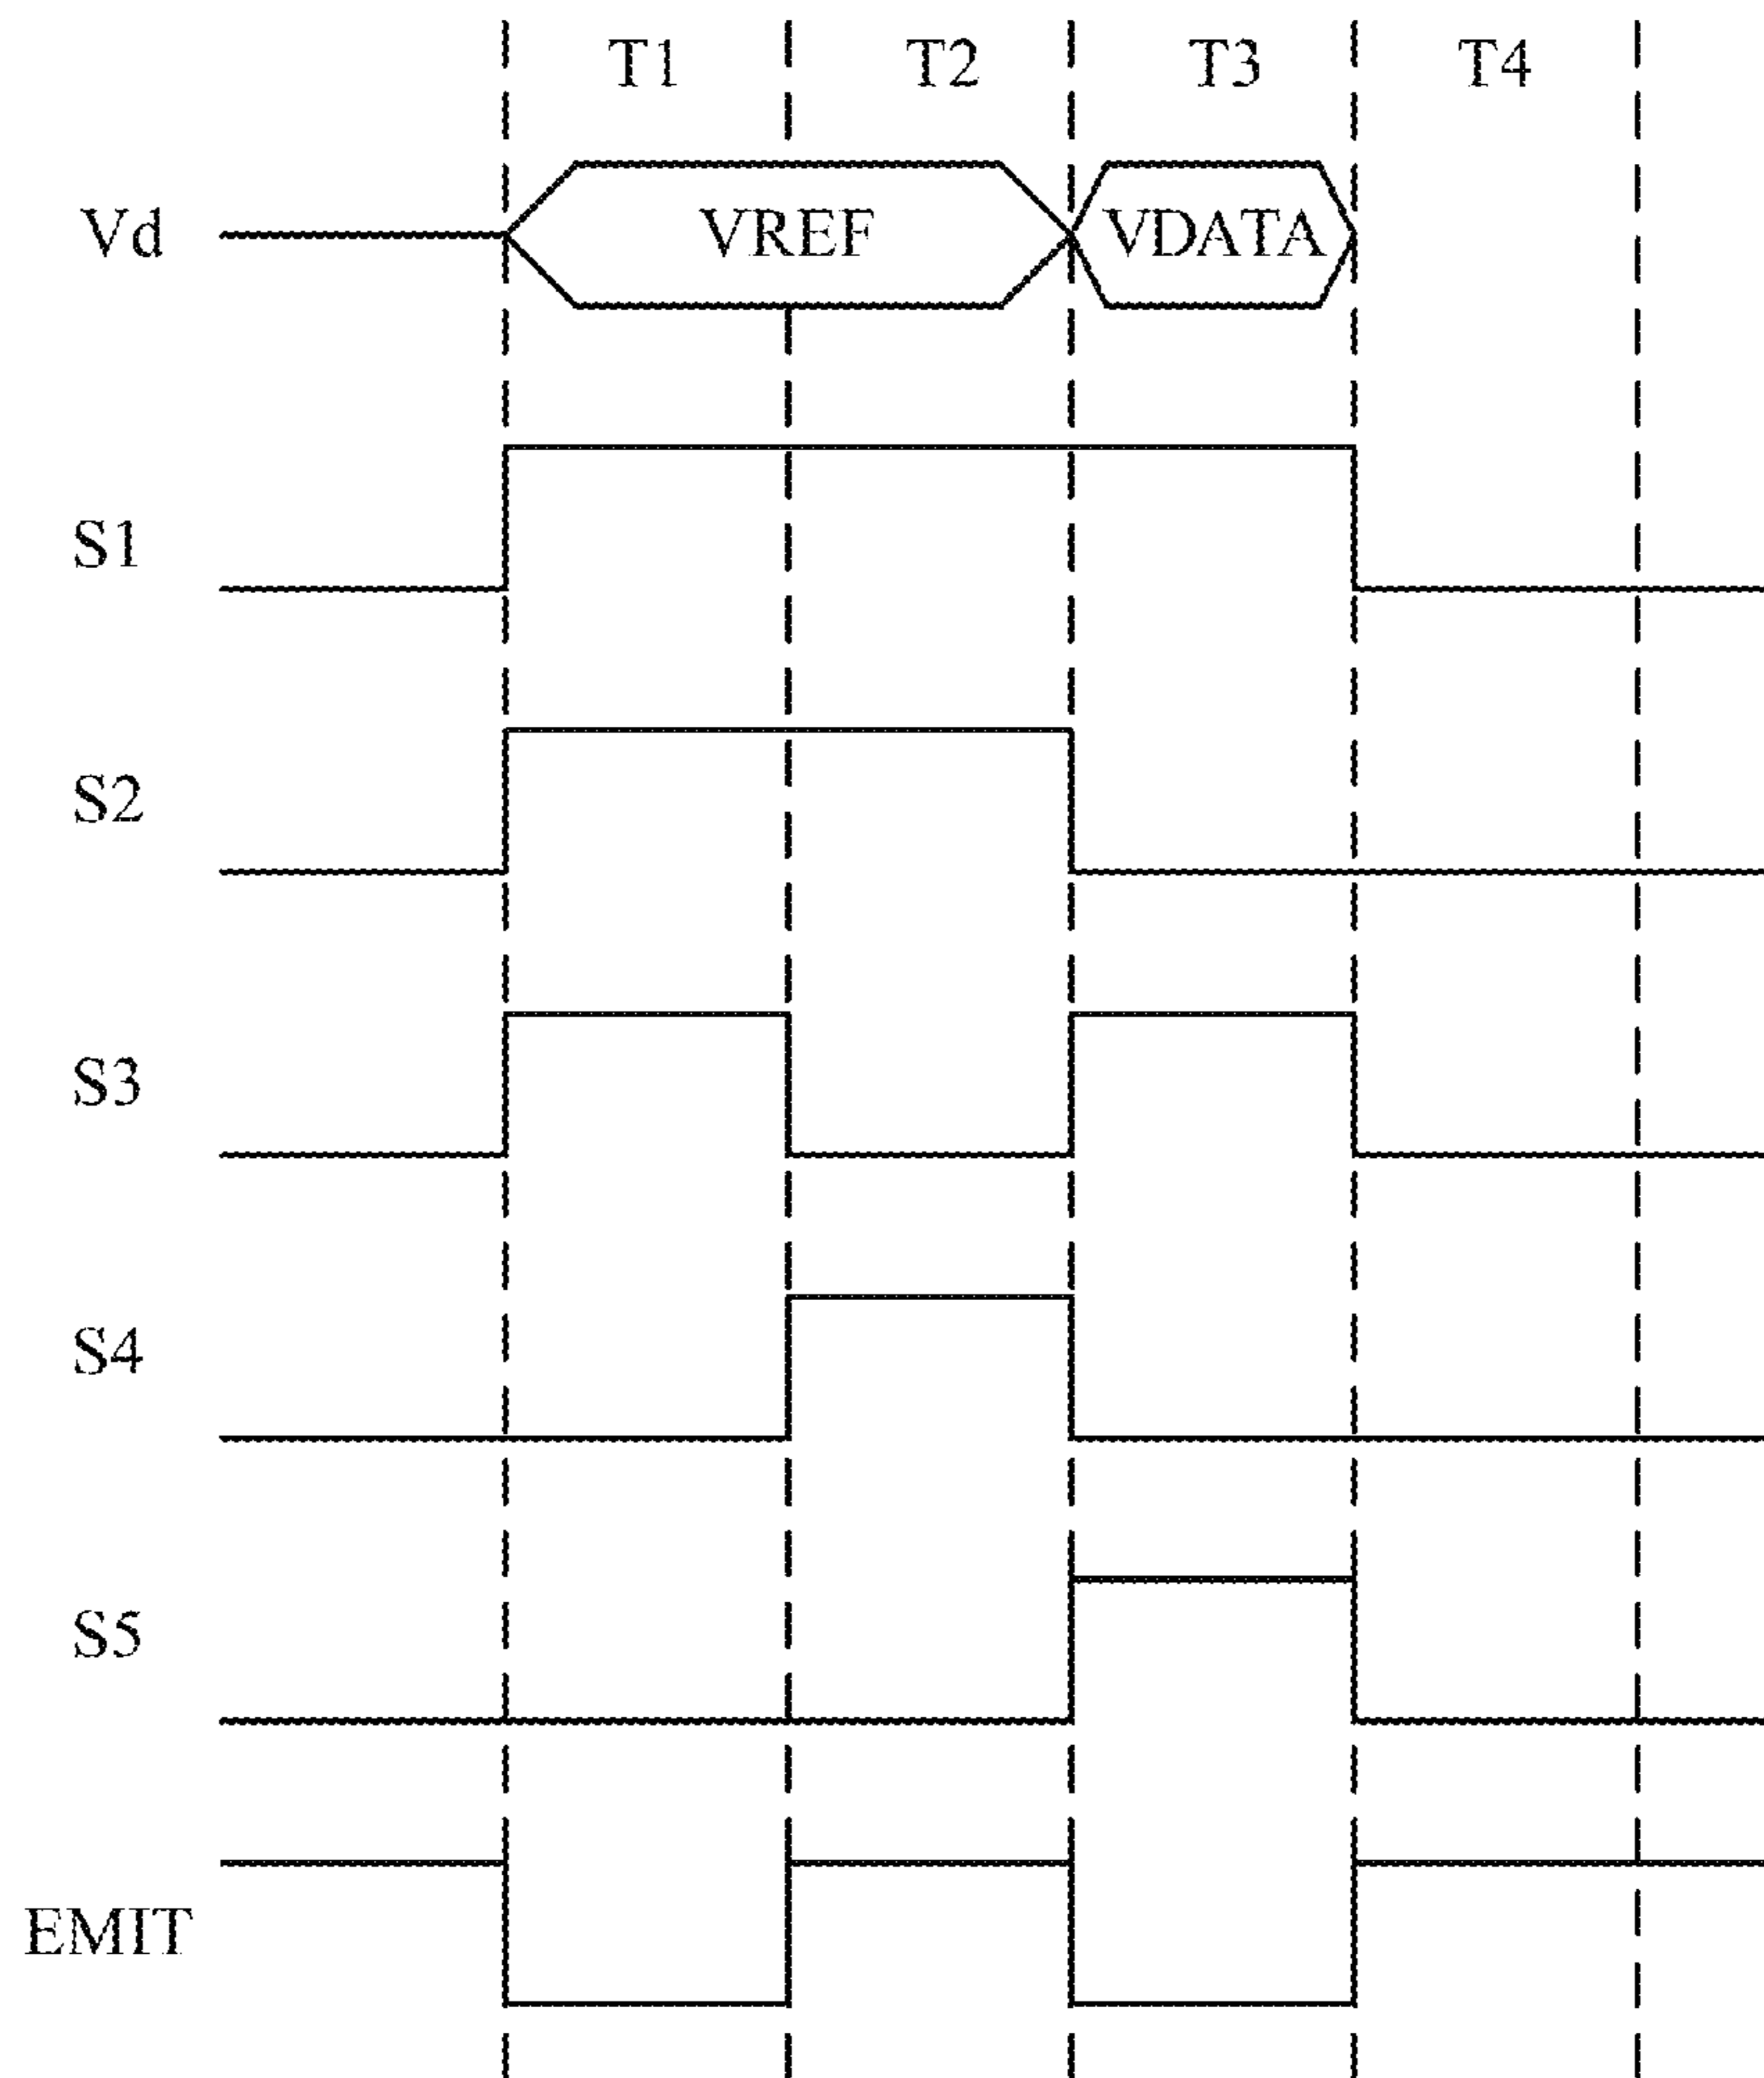 T1 T2 T3 T4
Vd VREF VDATA
S1
S2
S3
S4
S5
EMIT